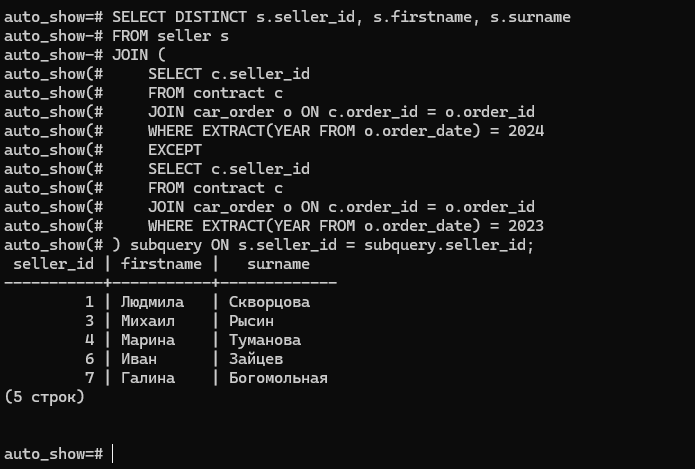 auto_show=# SELECT DISTINCT s.seller_id, s.firstname, s.surname
auto_show-# FROM seller s
auto_show-# JOIN (
auto_show(#     SELECT c.seller_id
auto_show(#     FROM contract c
auto_show(#     JOIN car_order o ON c.order_id = o.order_id
auto_show(#     WHERE EXTRACT(YEAR FROM o.order_date) = 2024
auto_show(#     EXCEPT
auto_show(#     SELECT c.seller_id
auto_show(#     FROM contract c
auto_show(#     JOIN car_order o ON c.order_id = o.order_id
auto_show(#     WHERE EXTRACT(YEAR FROM o.order_date) = 2023
auto_show(# ) subquery ON s.seller_id = subquery.seller_id;
 seller_id | firstname |   surname
-----------+-----------+-------------
         1 | Людмила   | Скворцова
         3 | Михаил    | Рысин
         4 | Марина    | Туманова
         6 | Иван      | Зайцев
         7 | Галина    | Богомольная
(5 строк)
auto_show=#